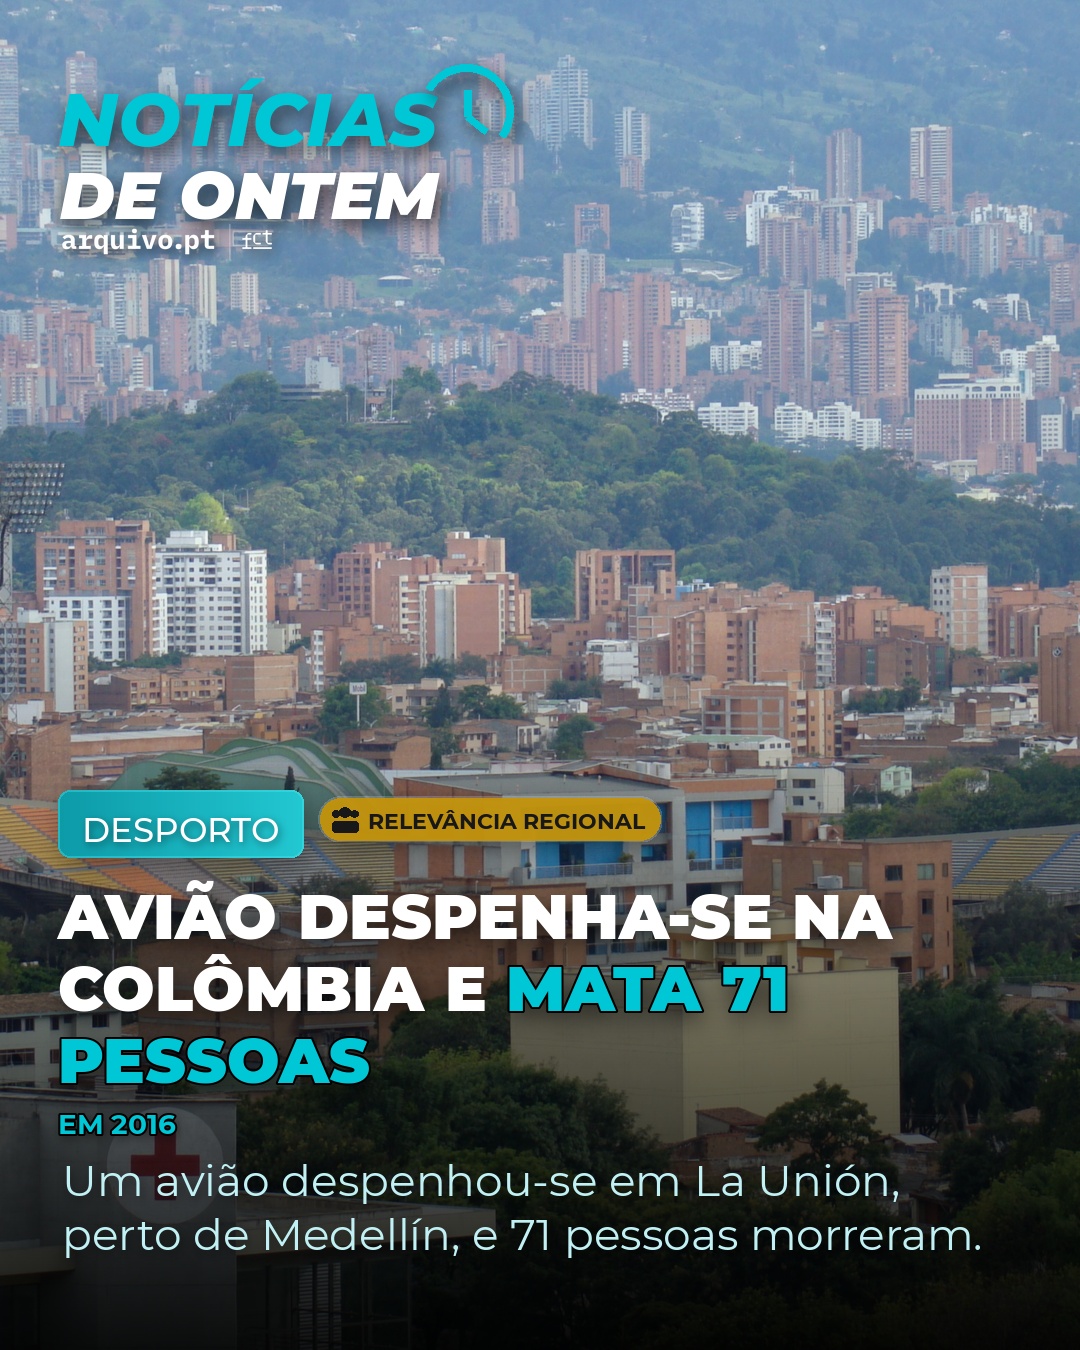 NOTÍCIAS
DE ONTEM
arquivo.pt fct
DESPORTO
RELEVÂNCIA REGIONAL
AVIÃO DESPENHA-SE NA
COLÔMBIA E MATA 71
PESSOAS
EM 2016
Um avião despenhou-se em La Unión,
perto de Medellín, e 71 pessoas morreram.